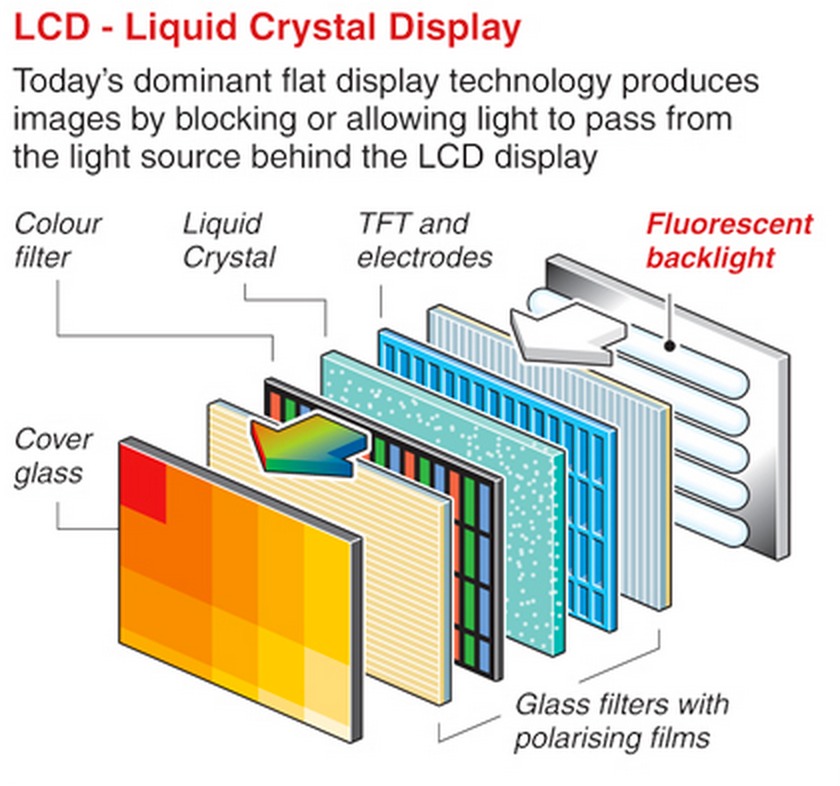 LCD - Liquid Crystal Display
Today's dominant flat display technology produces
images by blocking or allowing light to pass from
the light source behind the LCD display
Colour
filter
Liquid
Crystal
TFT and
electrodes
Fluorescent
backlight
Cover
glass
Glass filters with
polarising films